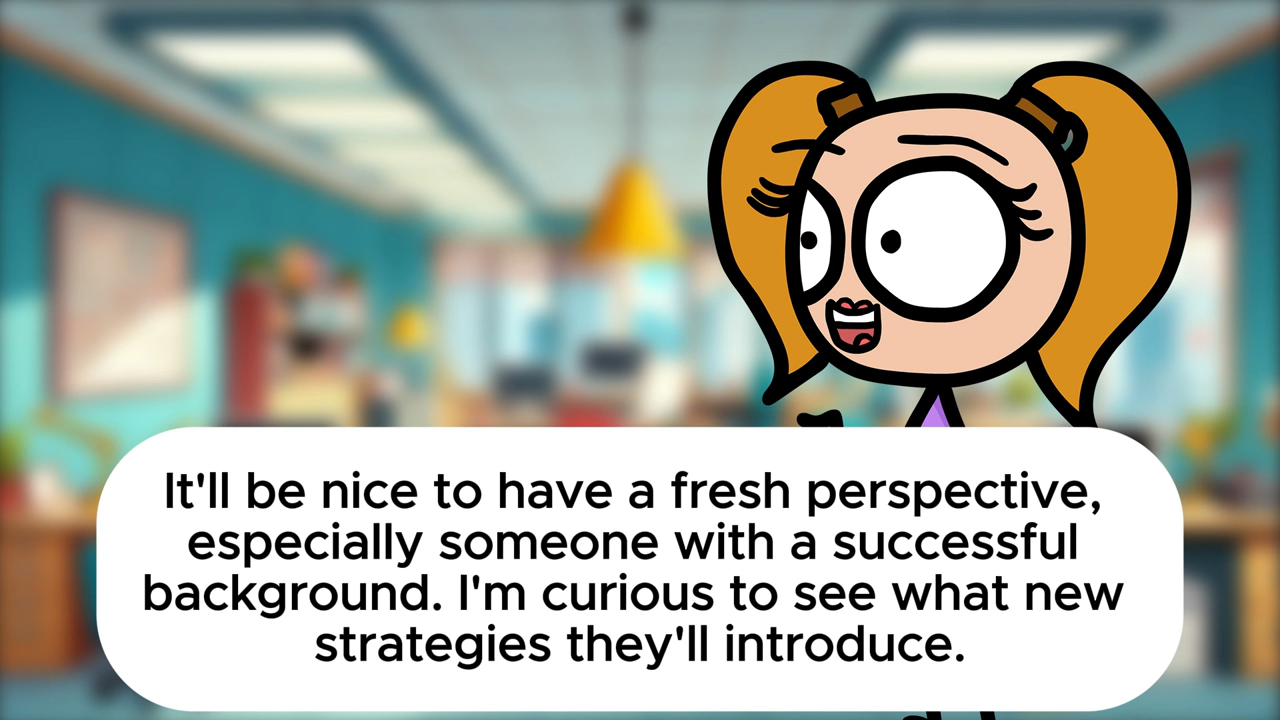 It'll be nice to have a fresh perspective,
especially someone with a successful
background. I'm curious to see what new
strategies they'll introduce.